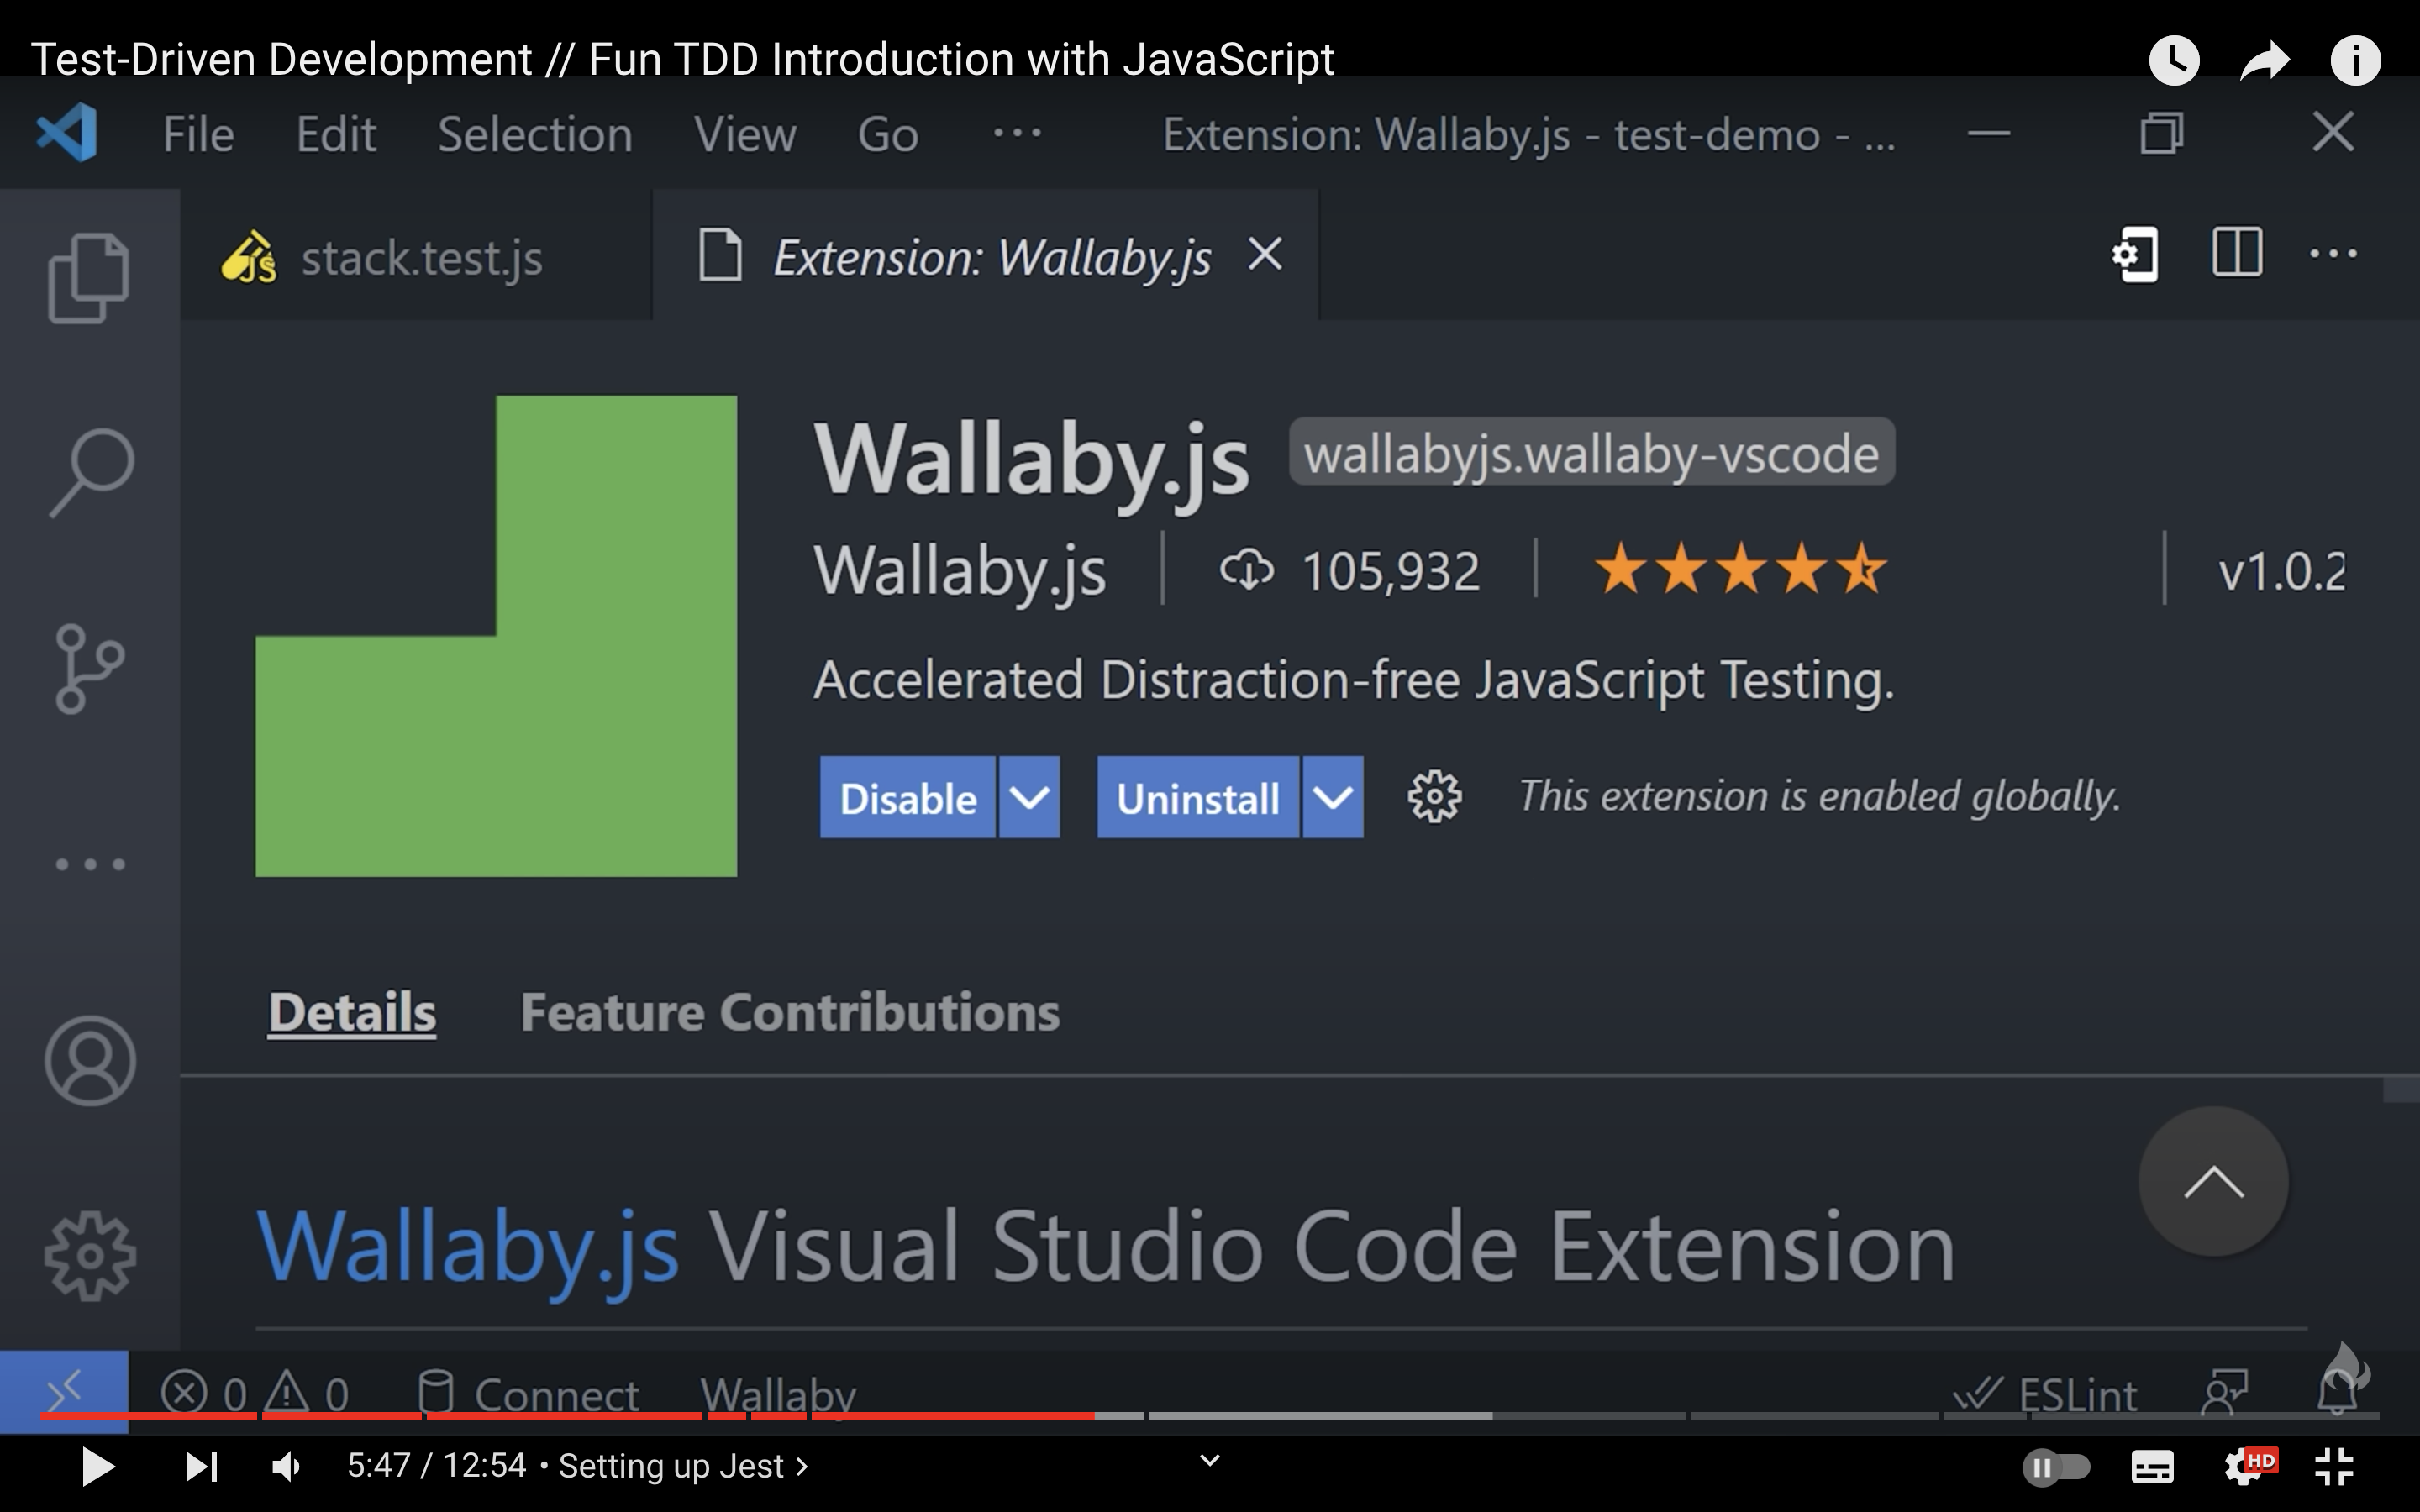 Test-Driven Development // Fun TDD Introduction with JavaScript
File Edit Selection View Go ··· Extension: Wallaby.js - test-demo - ...
JS stack.test.js Extension: Wallaby.js
Wallaby.js wallabyjs.wallaby-vscode
Wallaby.js 105,932 v1.0.2
Accelerated Distraction-free JavaScript Testing.
Disable Uninstall This extension is enabled globally.
Details Feature Contributions
Wallaby.js Visual Studio Code Extension
0 0 Connect Wallaby ESLint
5:47 / 12:54 • Setting up Jest > HD